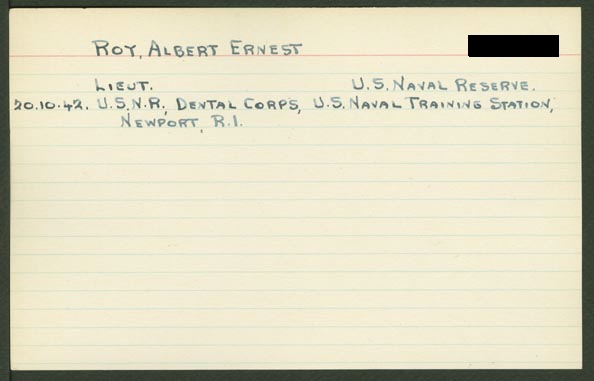 ROY, ALBERT ERNEST
LIEUT. U.S. NAVAL RESERVE.
20.10.42. U.S.N.R., DENTAL CORPS, U.S. NAVAL TRAINING STATION,
NEWPORT, R.I.